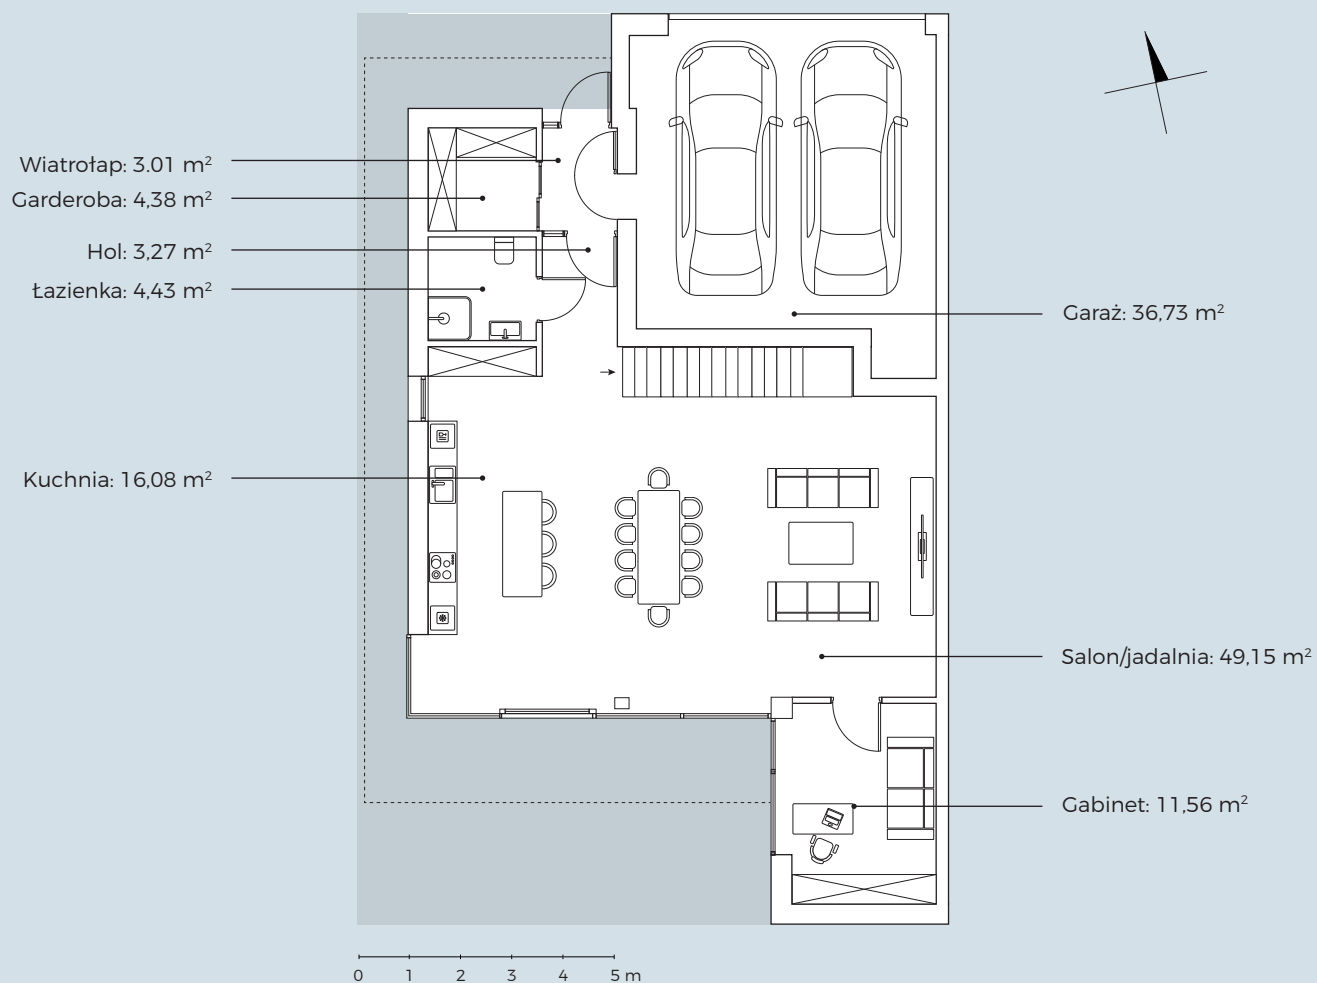 Wiatrołap: 3.01 m²
Garderoba: 4,38 m²
Hol: 3,27 m²
Łazienka: 4,43 m²
Garaż: 36,73 m²
Kuchnia: 16,08 m²
Salon/jadalnia: 49,15 m²
Gabinet: 11,56 m²
0 1 2 3 4 5 m